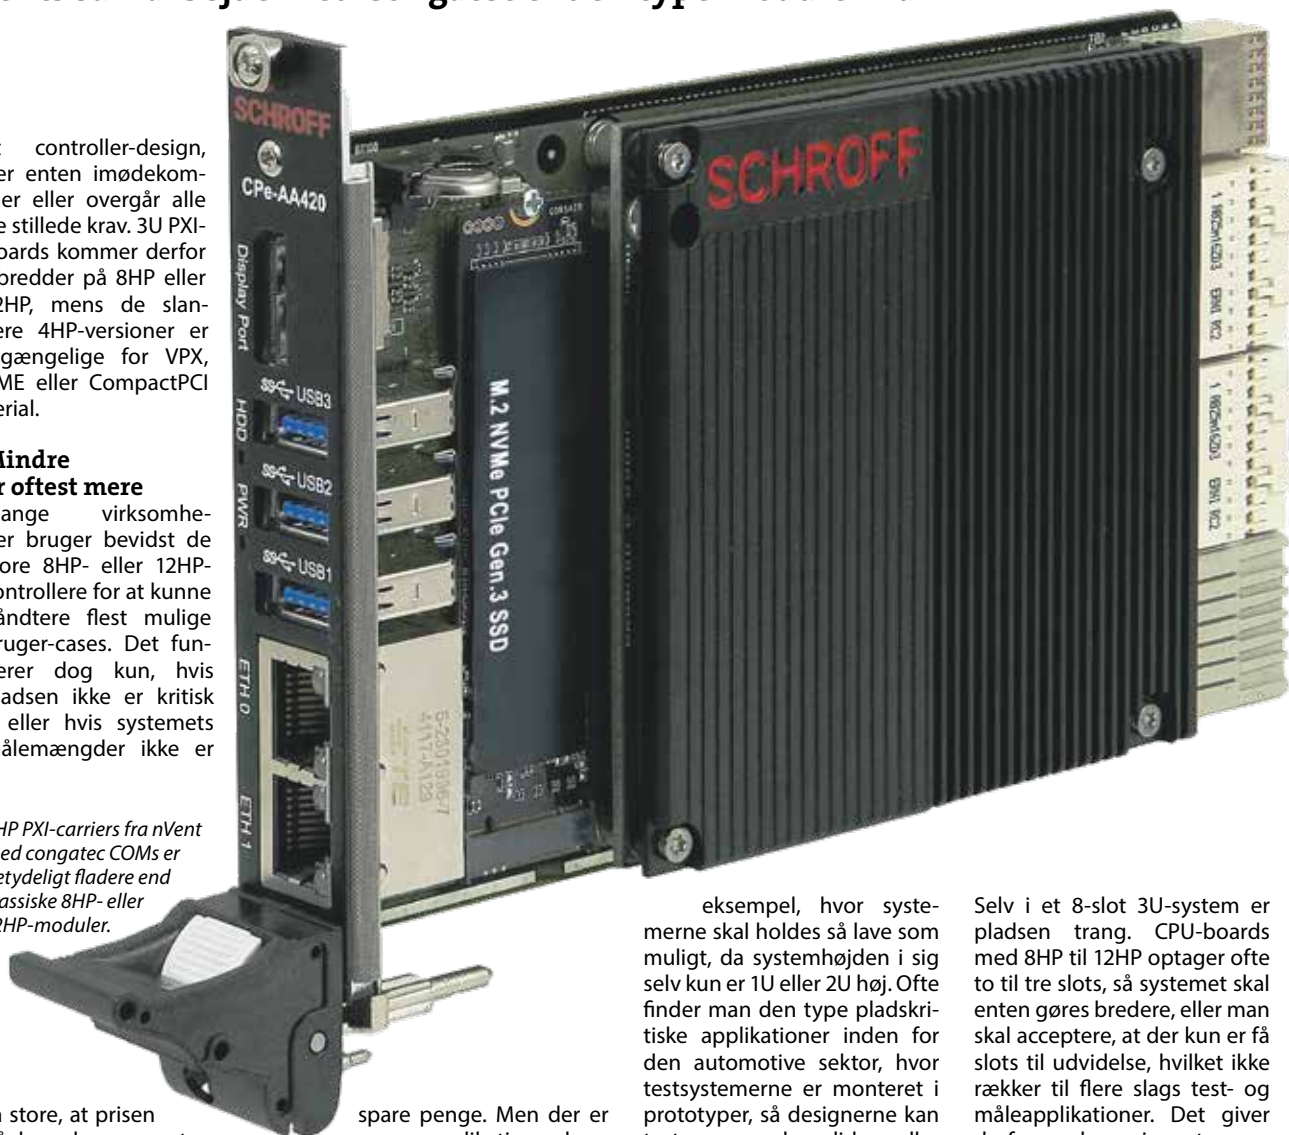 controller-design,
er enten imødekom-
er eller overgår alle
e stillede krav. 3U PXI-
oards kommer derfor
bredder på 8HP eller
2HP, mens de slan-
ere 4HP-versioner er
gængelige for VPX,
ME eller CompactPCI
erial.
Mindre
r oftest mere
ange virksomhe-
er bruger bevidst de
ore 8HP- eller 12HP-
ontrollere for at kunne
åndtere flest mulige
ruger-cases. Det fun-
erer dog kun, hvis
adsen ikke er kritisk
eller hvis systemets
ålemængder ikke er
HP PXI-carriers fra nVent
ed congatec COMs er
etydeligt fladere end
assiske 8HP- eller
2HP-moduler.
store, at prisen
SCHROFF
CPe-AA420
Display Port
USB3
HDD
USB2
PWR
USB1
ETH 0
ETH 1
SCHROFF
CORSAIR
M.2 NVMe PCIe Gen.3 SSD
eksempel, hvor syste-
merne skal holdes så lave som
muligt, da systemhøjden i sig
selv kun er 1U eller 2U høj. Ofte
finder man den type pladskri-
tiske applikationer inden for
den automotive sektor, hvor
testsystemerne er monteret i
prototyper, så designerne kan
spare penge. Men der er
Selv i et 8-slot 3U-system er
pladsen trang. CPU-boards
med 8HP til 12HP optager ofte
to til tre slots, så systemet skal
enten gøres bredere, eller man
skal acceptere, at der kun er få
slots til udvidelse, hvilket ikke
rækker til flere slags test- og
måleapplikationer. Det giver